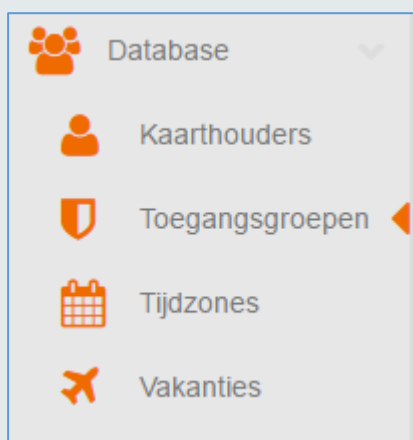 Database
Kaarthouders
Toegangsgroepen
Tijdzones
Vakanties